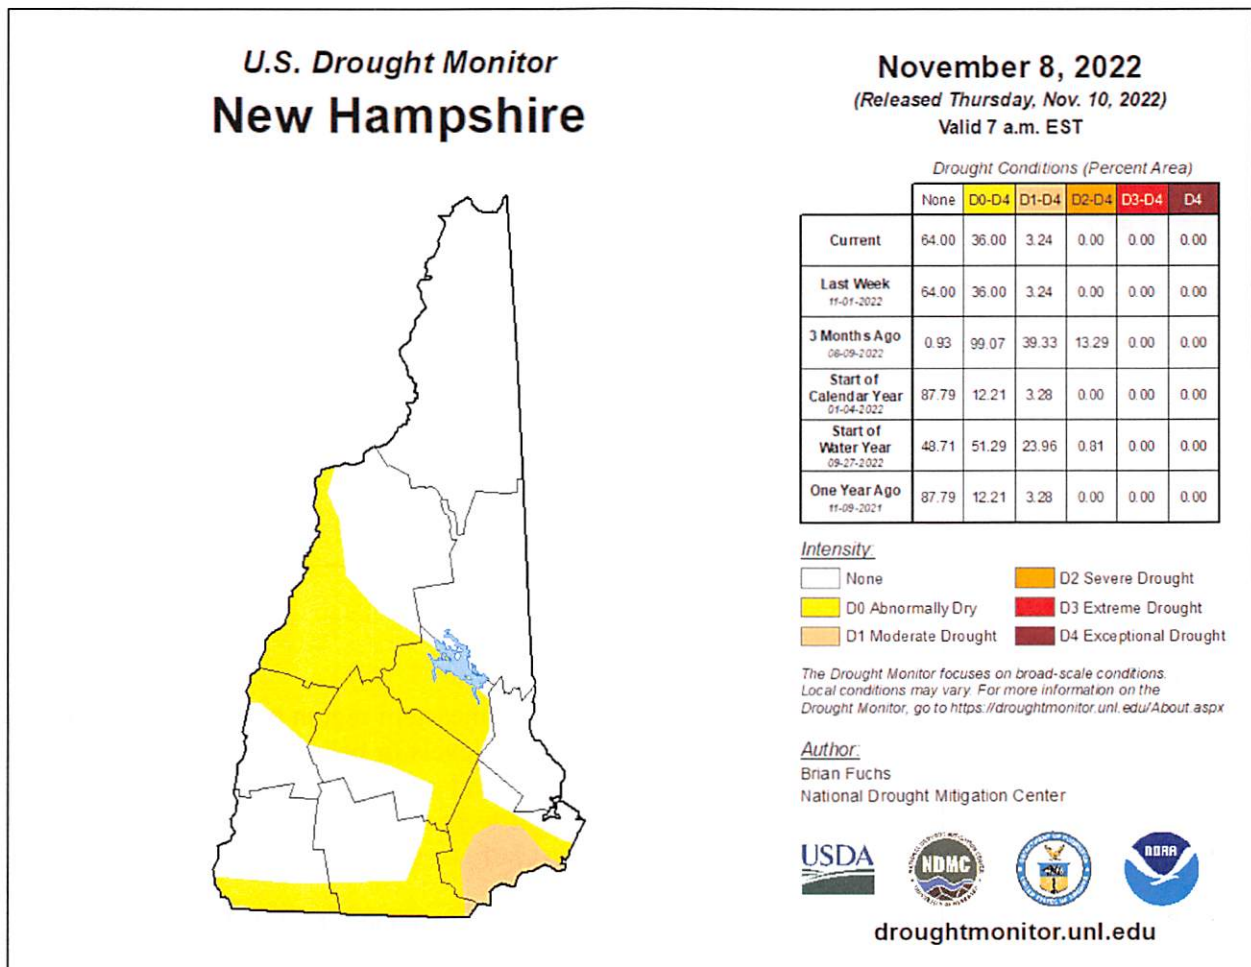 U.S. Drought Monitor
New Hampshire
November 8, 2022
(Released Thursday, Nov. 10, 2022)
Valid 7 a.m. EST
Drought Conditions (Percent Area)
None D0-D4 D1-D4 D2-D4 D3-D4 D4
Current 64.00 36.00 3.24 0.00 0.00 0.00
Last Week
11-01-2022 64.00 36.00 3.24 0.00 0.00 0.00
3 Months Ago
08-09-2022 0.93 99.07 39.33 13.29 0.00 0.00
Start of
Calendar Year
01-04-2022 87.79 12.21 3.28 0.00 0.00 0.00
Start of
Water Year
09-27-2022 48.71 51.29 23.96 0.81 0.00 0.00
One Year Ago
11-09-2021 87.79 12.21 3.28 0.00 0.00 0.00
Intensity:
None
D0 Abnormally Dry
D1 Moderate Drought
D2 Severe Drought
D3 Extreme Drought
D4 Exceptional Drought
The Drought Monitor focuses on broad-scale conditions.
Local conditions may vary. For more information on the
Drought Monitor, go to https://droughtmonitor.unl.edu/About.aspx
Author:
Brian Fuchs
National Drought Mitigation Center
USDA
NDMC
NOAA
droughtmonitor.unl.edu